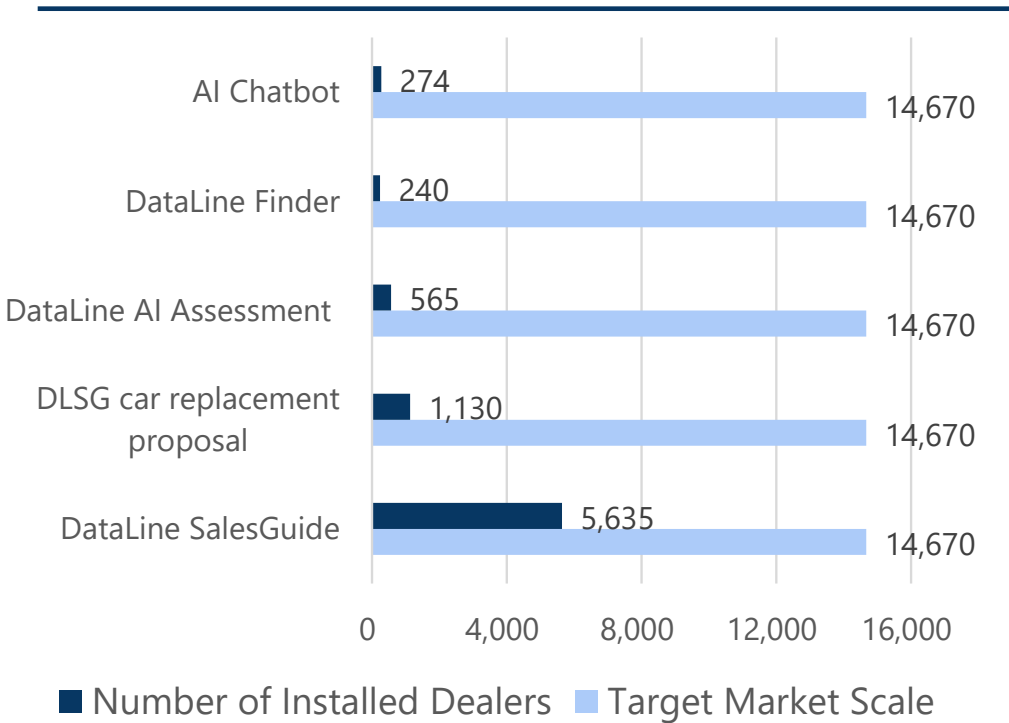 AI Chatbot
274
14,670
DataLine Finder
240
14,670
DataLine AI Assessment
565
14,670
DLSG car replacement
proposal
1,130
14,670
DataLine SalesGuide
5,635
14,670
0 4,000 8,000 12,000 16,000
Number of Installed Dealers Target Market Scale